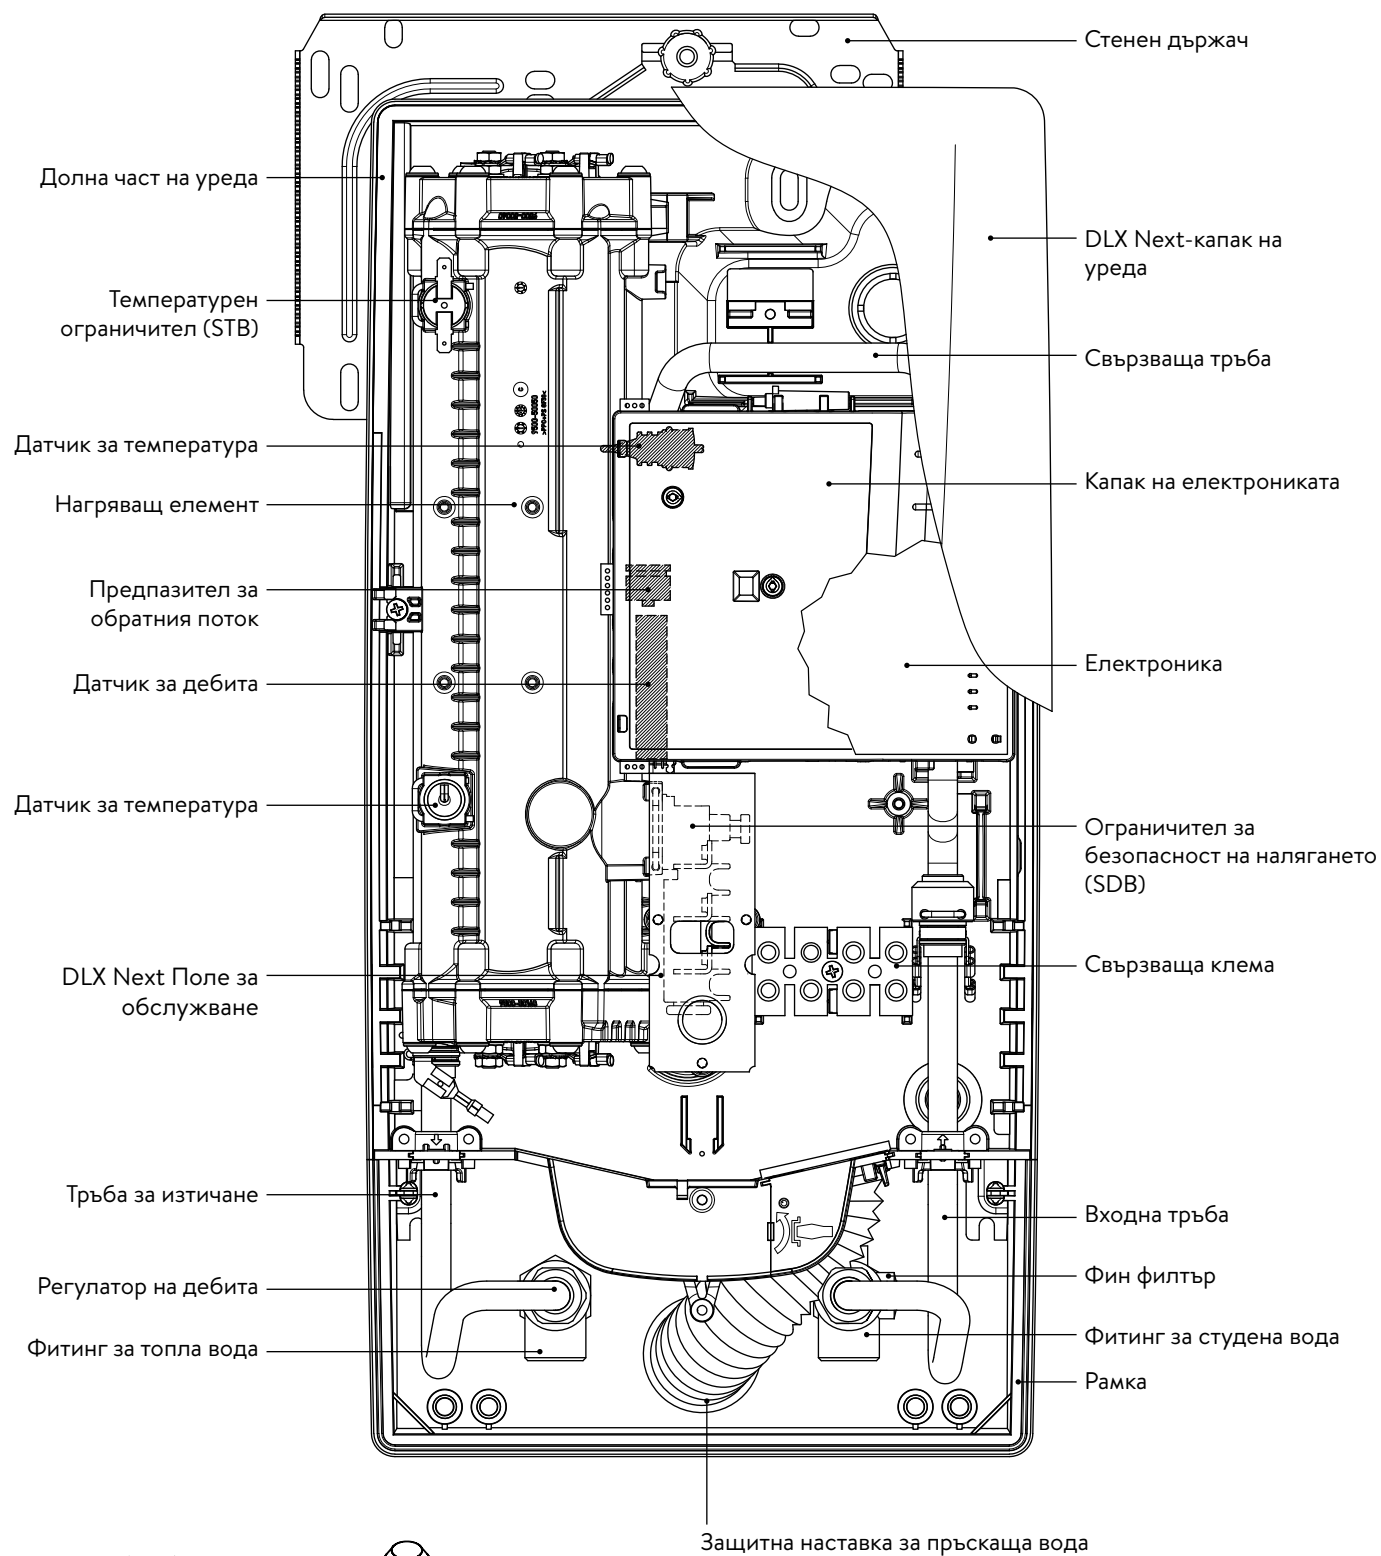 Стенен държач
Долна част на уреда
DLX Next-капак на
уреда
Температурен
ограничител (STB)
Свързваща тръба
Датчик за температура
Капак на електрониката
Нагряващ елемент
Предпазител за
обратния поток
Електроника
Датчик за дебита
Датчик за температура
Ограничител за
безопасност на налягането
(SDB)
DLX Next Поле за
обслужване
Свързваща клема
Тръба за изтичане
Входна тръба
Регулатор на дебита
Фин филтър
Фитинг за топла вода
Фитинг за студена вода
Рамка
Защитна наставка за пръскаща вода